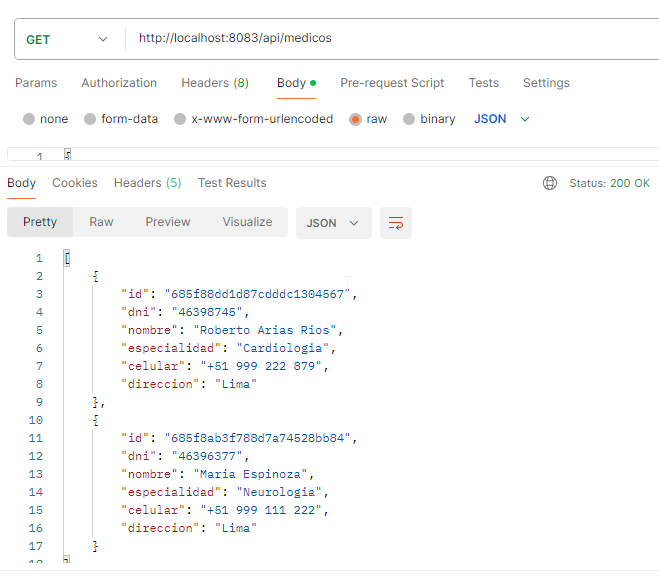 GET http://localhost:8083/api/medicos
Params Authorization Headers (8) Body Pre-request Script Tests Settings
none form-data x-www-form-urlencoded raw binary JSON
1 {
Body Cookies Headers (5) Test Results Status: 200 OK
Pretty Raw Preview Visualize JSON
1 [
2 {
3 "id": "685f88dd1d87cdddc1304567",
4 "dni": "46398745",
5 "nombre": "Roberto Arias Rios",
6 "especialidad": "Cardiologia",
7 "celular": "+51 999 222 879",
8 "direccion": "Lima"
9 },
10 {
11 "id": "685f8ab3f788d7a74528bb84",
12 "dni": "46396377",
13 "nombre": "Maria Espinoza",
14 "especialidad": "Neurologia",
15 "celular": "+51 999 111 222",
16 "direccion": "Lima"
17 }
18 ]